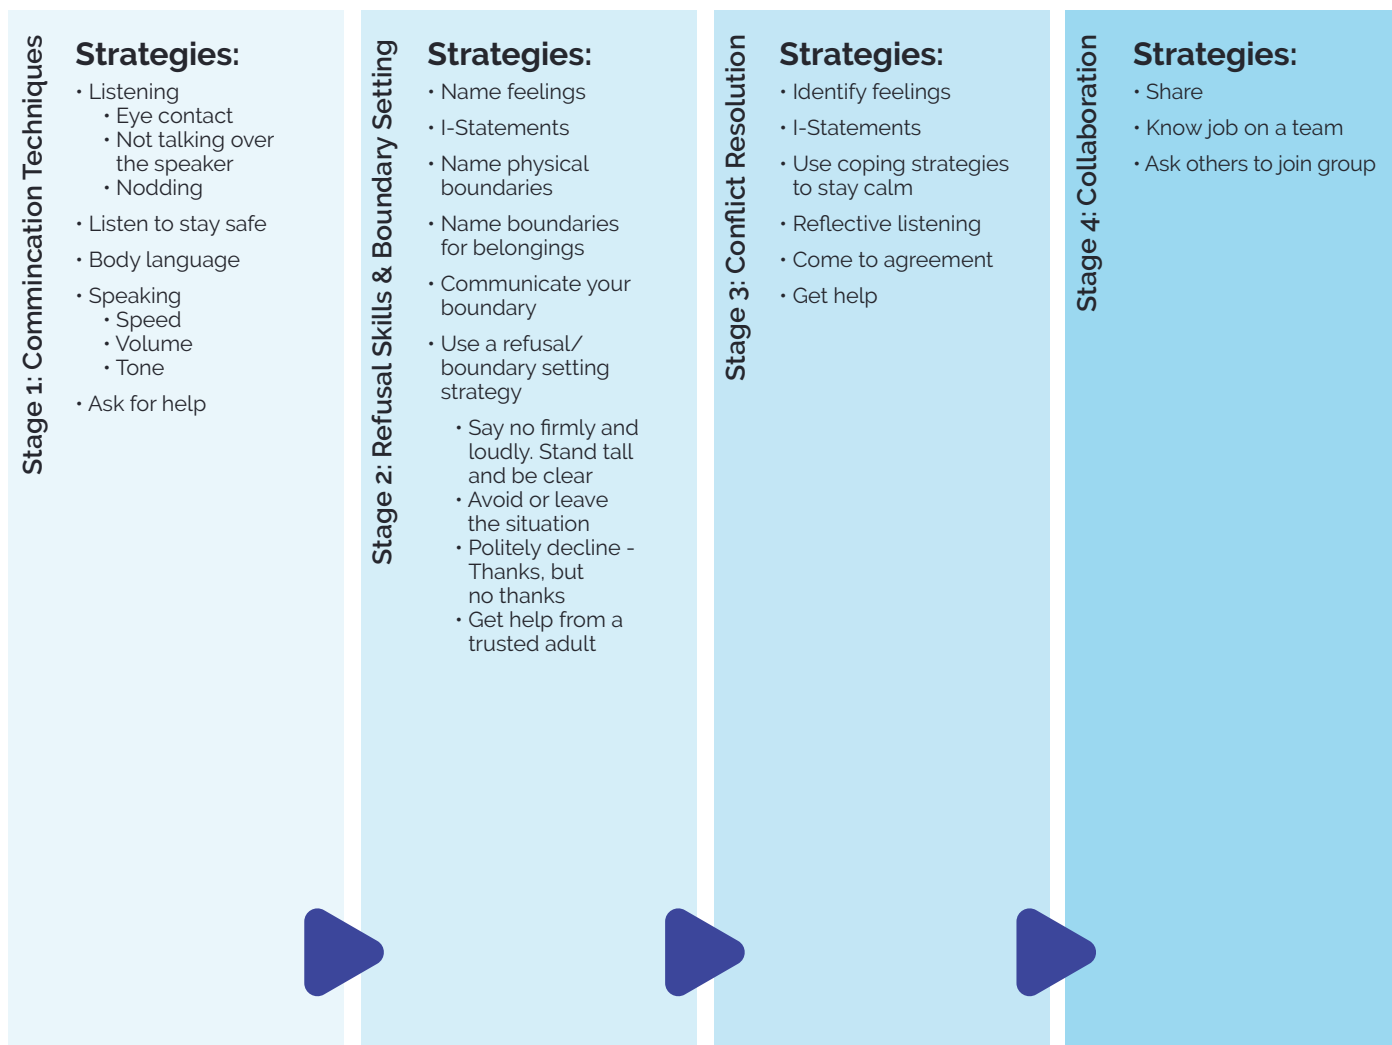 Stage 1: Commincation Techniques
Strategies:
• Listening
• Eye contact
• Not talking over
the speaker
• Nodding
• Listen to stay safe
• Body language
• Speaking
• Speed
• Volume
• Tone
• Ask for help
Stage 2: Refusal Skills & Boundary Setting
Strategies:
• Name feelings
• I-Statements
• Name physical
boundaries
• Name boundaries
for belongings
• Communicate your
boundary
• Use a refusal/
boundary setting
strategy
• Say no firmly and
loudly. Stand tall
and be clear
• Avoid or leave
the situation
• Politely decline -
Thanks, but
no thanks
• Get help from a
trusted adult
Stage 3: Conflict Resolution
Strategies:
• Identify feelings
• I-Statements
• Use coping strategies
to stay calm
• Reflective listening
• Come to agreement
• Get help
Stage 4: Collaboration
Strategies:
• Share
• Know job on a team
• Ask others to join group